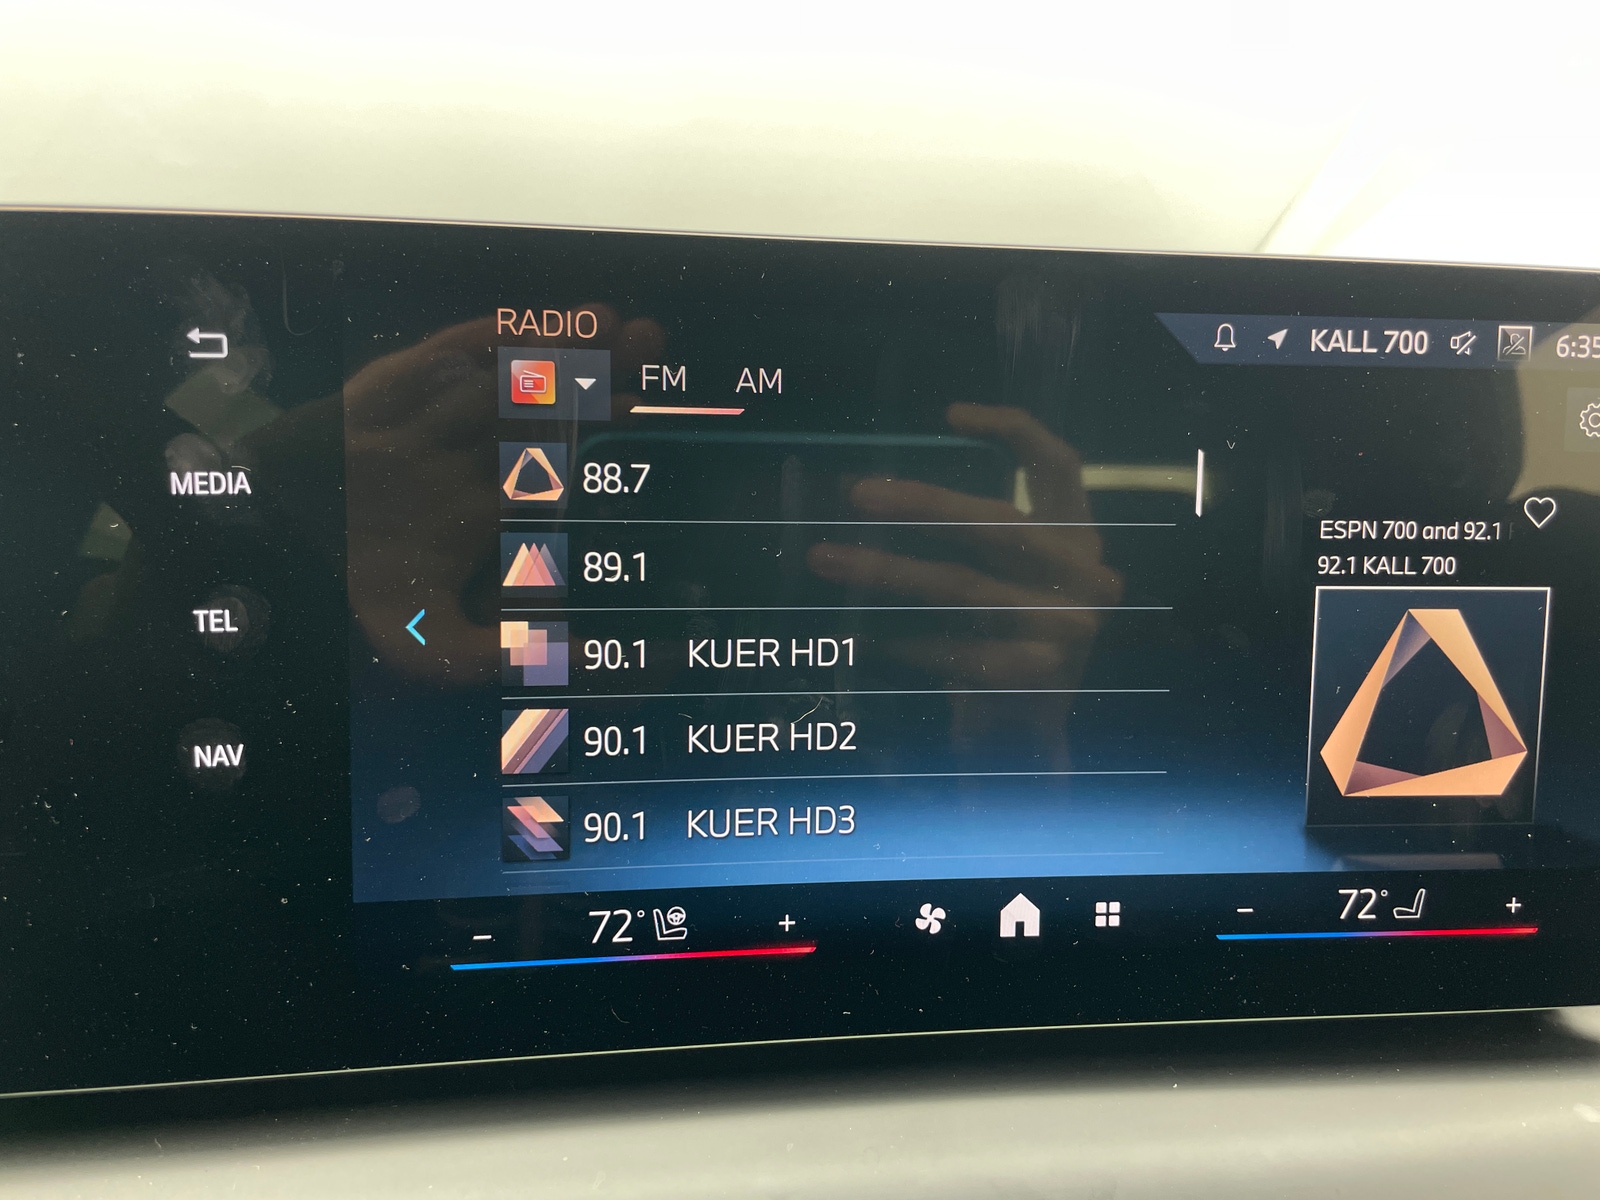 RADIO
FM AM
KALL 700 6:35
MEDIA
TEL
NAV
88.7
89.1
90.1 KUER HD1
90.1 KUER HD2
90.1 KUER HD3
ESPN 700 and 92.1
92.1 KALL 700
- 72° +
- 72° +